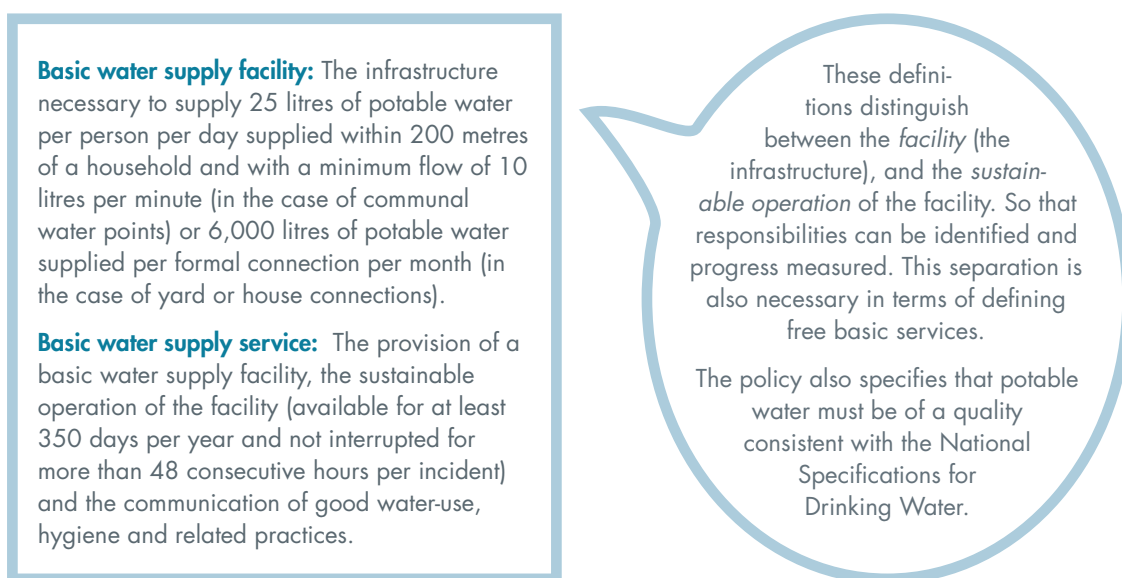 Basic water supply facility: The infrastructure
necessary to supply 25 litres of potable water
per person per day supplied within 200 metres
of a household and with a minimum flow of 10
litres per minute (in the case of communal
water points) or 6,000 litres of potable water
supplied per formal connection per month (in
the case of yard or house connections).
Basic water supply service: The provision of a
basic water supply facility, the sustainable
operation of the facility (available for at least
350 days per year and not interrupted for
more than 48 consecutive hours per incident)
and the communication of good water-use,
hygiene and related practices.
These defini-
tions distinguish
between the facility (the
infrastructure), and the sustain-
able operation of the facility. So that
responsibilities can be identified and
progress measured. This separation is
also necessary in terms of defining
free basic services.
The policy also specifies that potable
water must be of a quality
consistent with the National
Specifications for
Drinking Water.